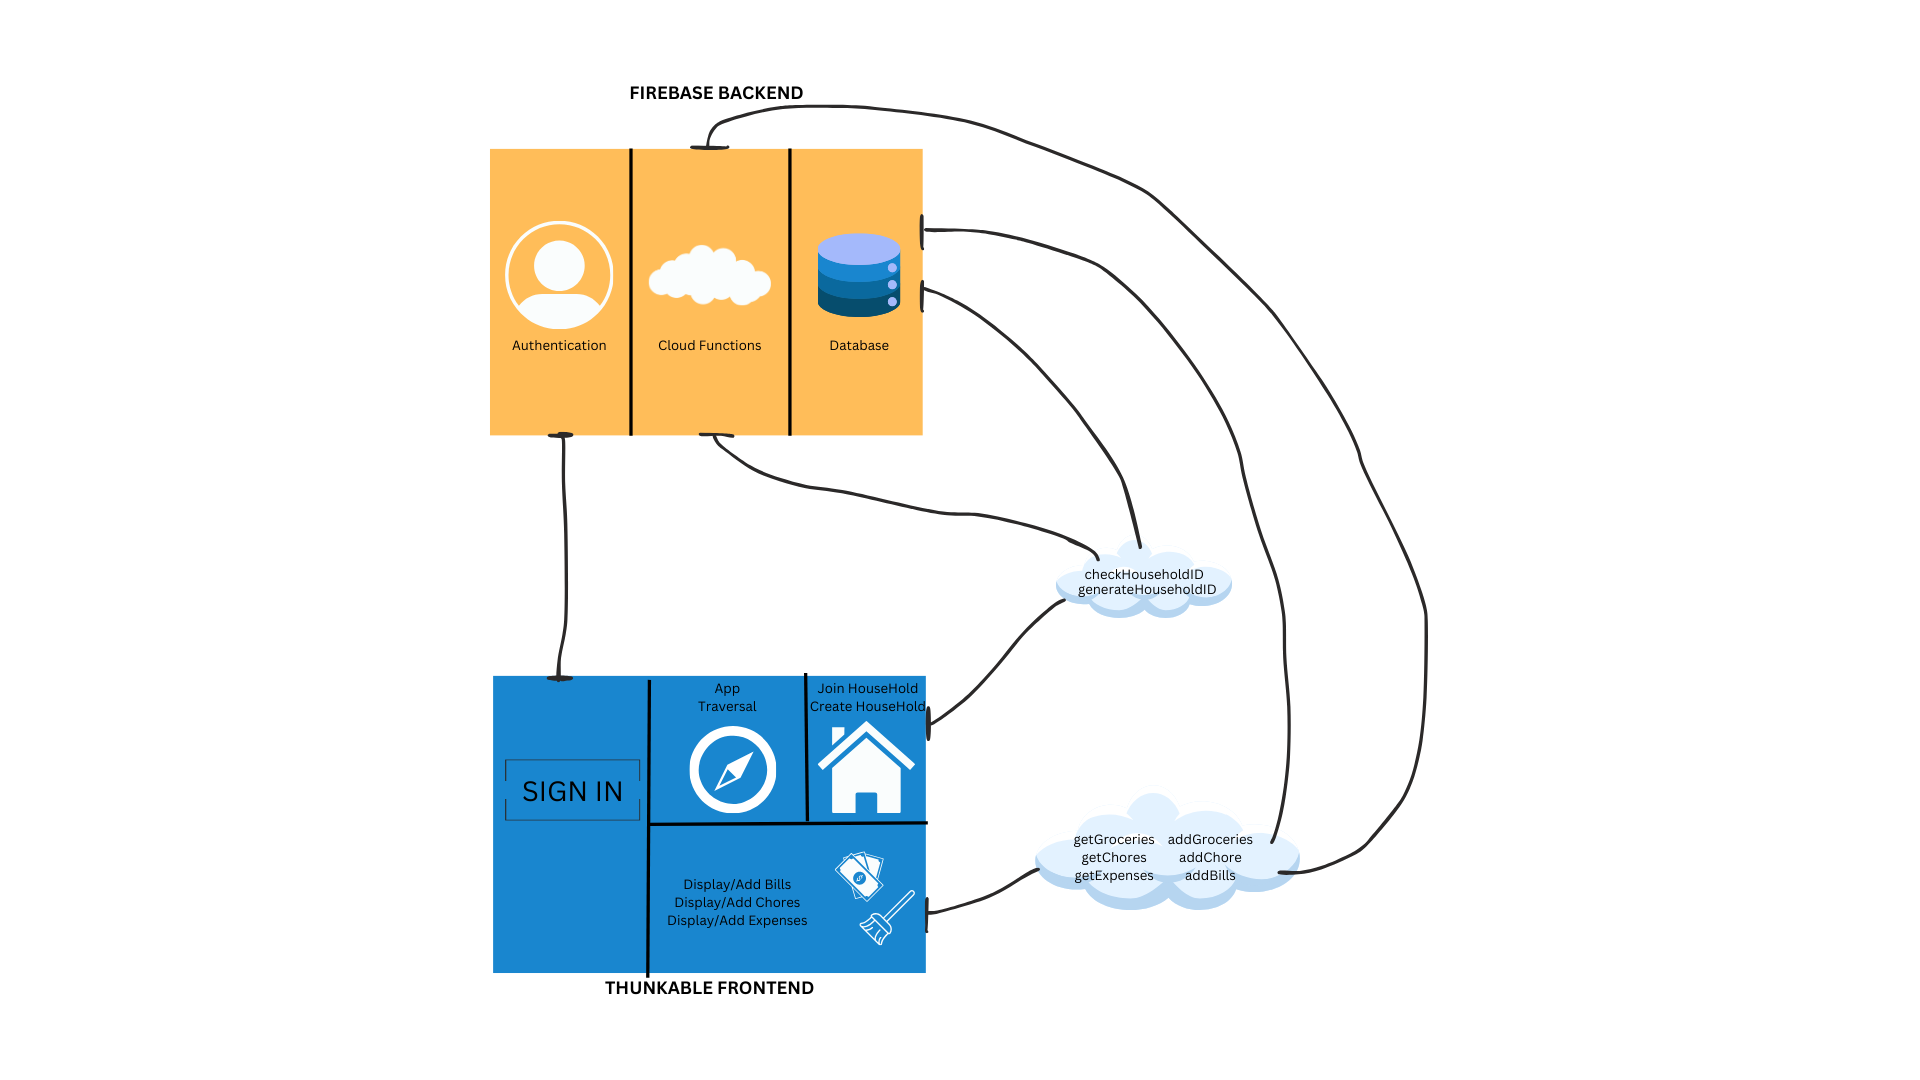 FIREBASE BACKEND
Authentication
Cloud Functions
Database
checkHouseholdID
generateHouseholdID
App
Traversal
Join HouseHold
Create HouseHold
SIGN IN
getGroceries addGroceries
getChores addChore
getExpenses addBills
Display/Add Bills
Display/Add Chores
Display/Add Expenses
THUNKABLE FRONTEND